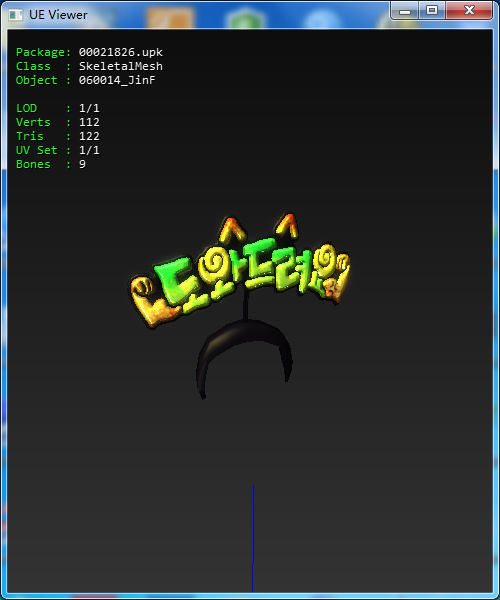 UE Viewer
Package: 00021826.upk
Class : SkeletalMesh
Object : 060014_JinF
LOD : 1/1
Verts : 112
Tris : 122
UV Set : 1/1
Bones : 9
도와드려요